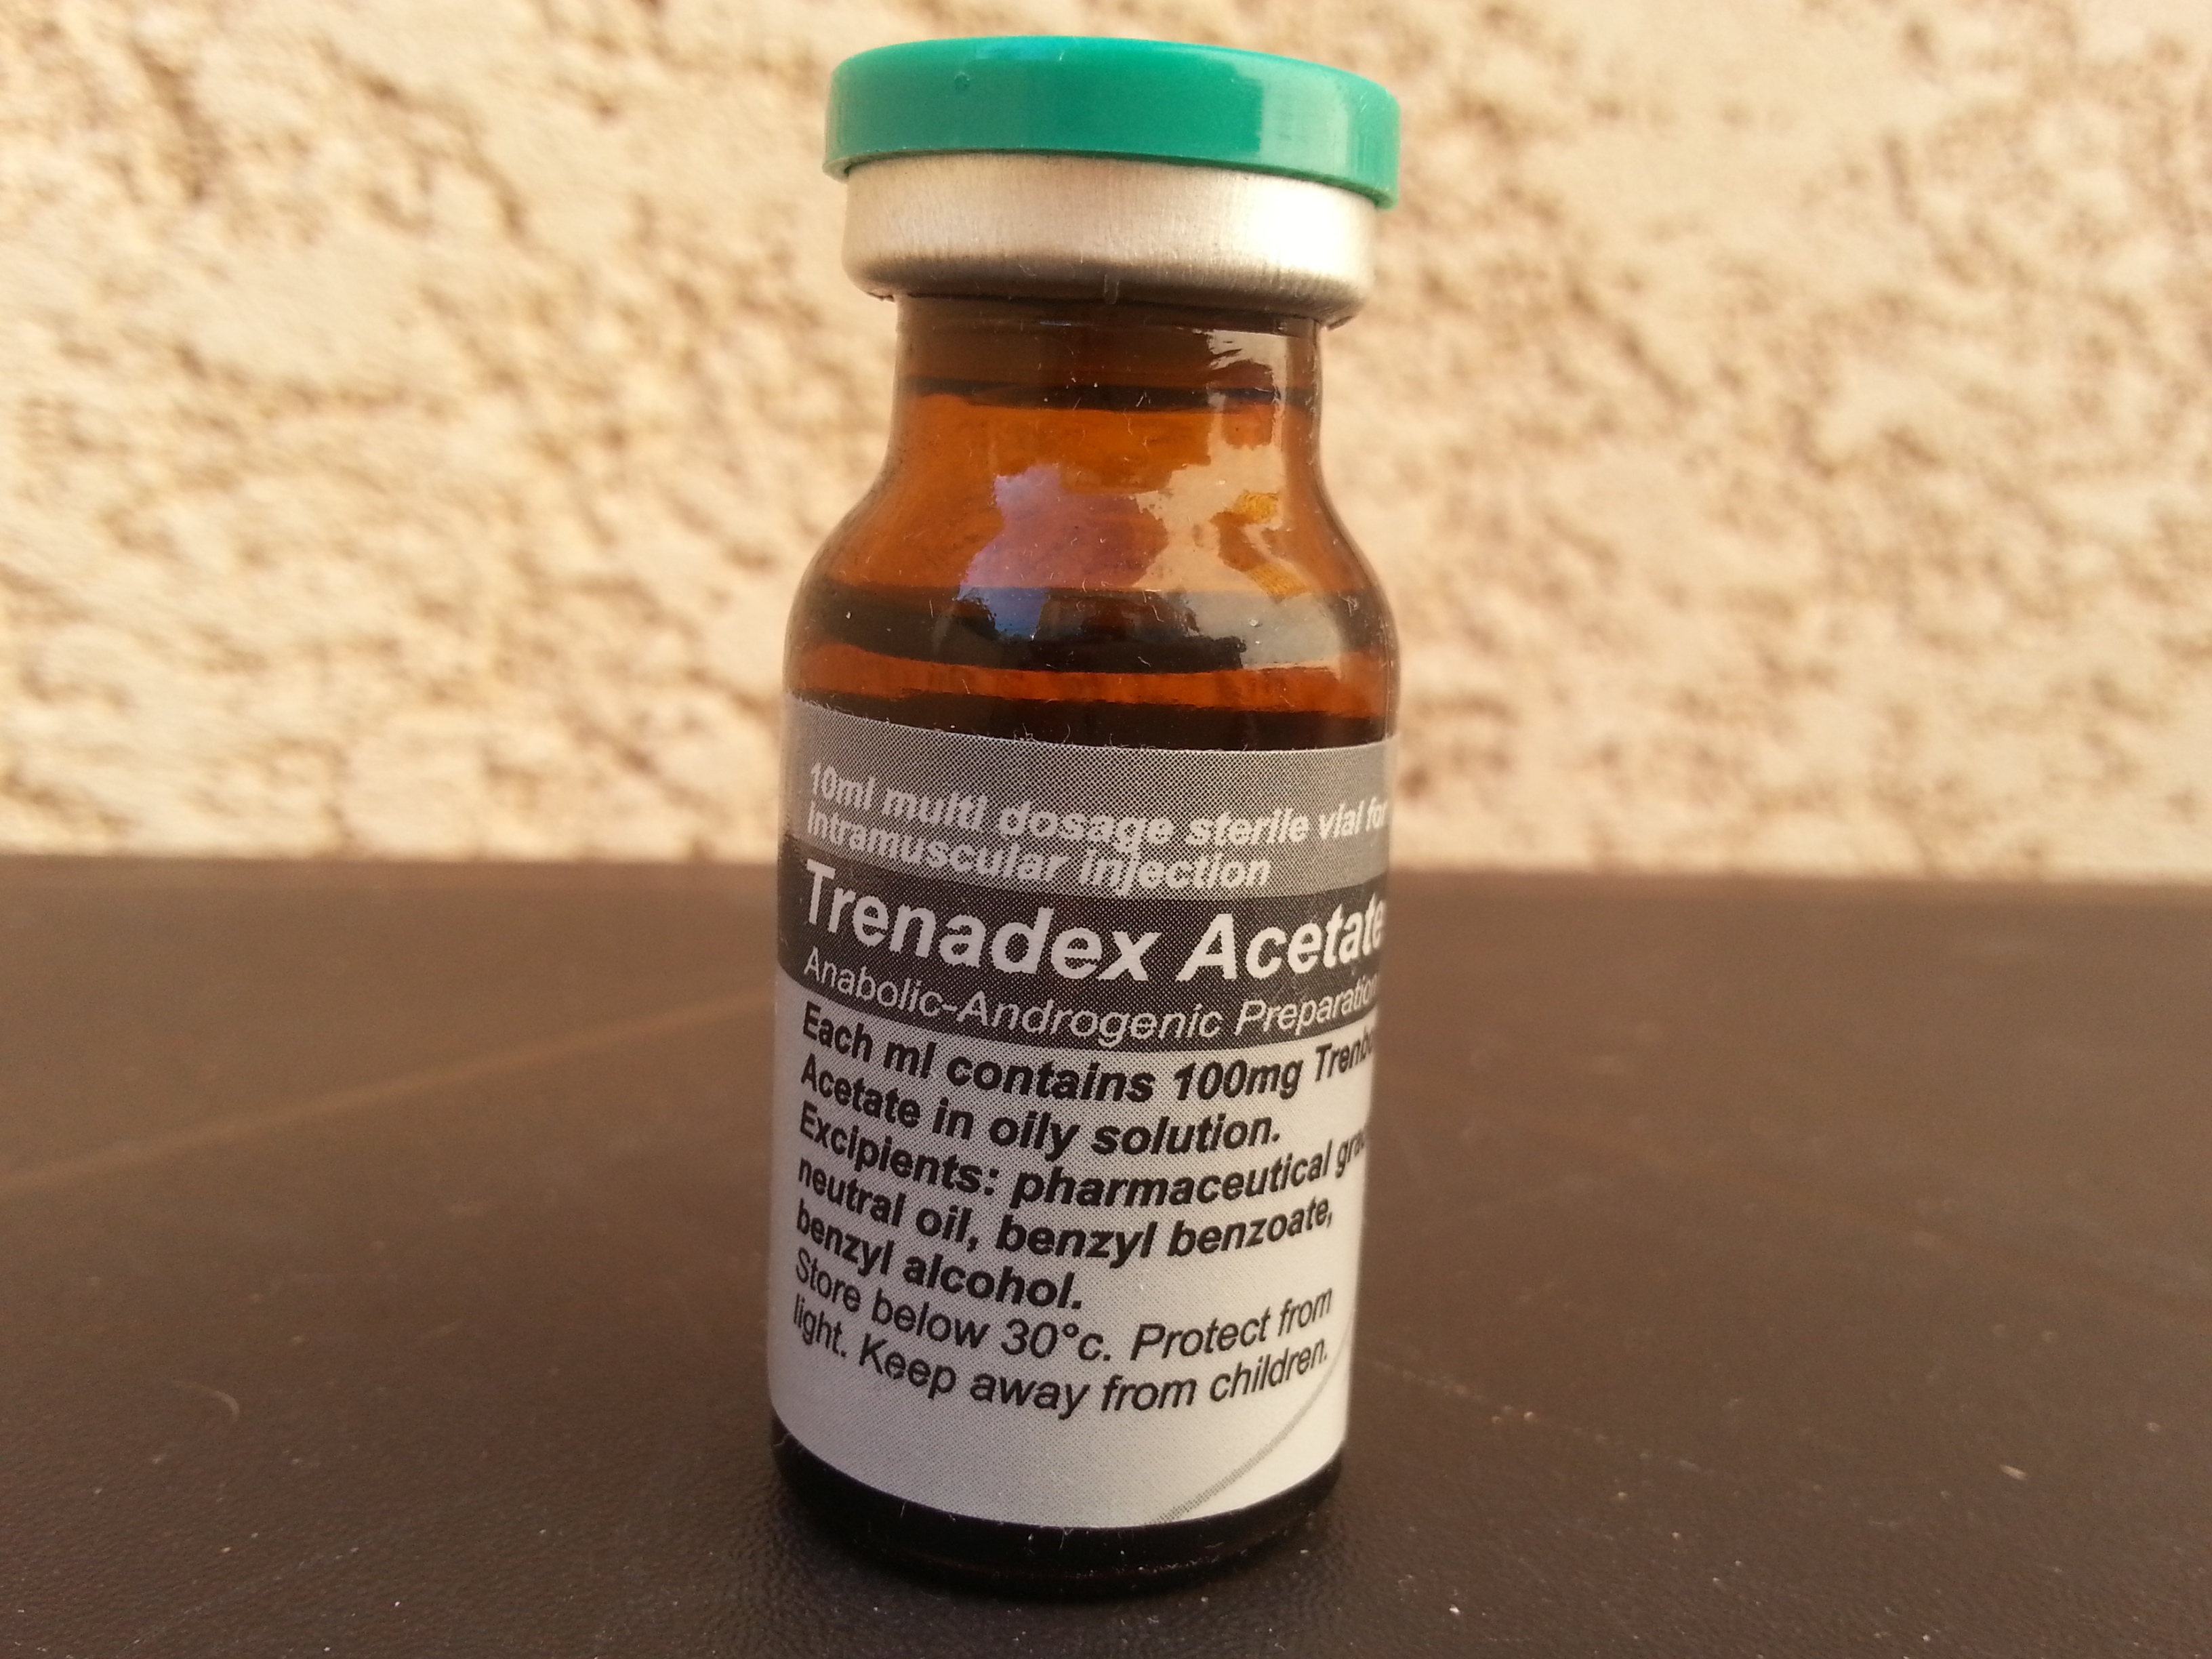 10ml multi dosage sterile vial for
intramuscular injection
Trenadex Acetate
Anabolic-Androgenic Preparation
Each ml contains 100mg
Acetate in oily solution.
Excipients: pharmaceutical
neutral oil, benzyl benzoate,
benzyl alcohol.
Store below 30°c. Protect from
light. Keep away from children.